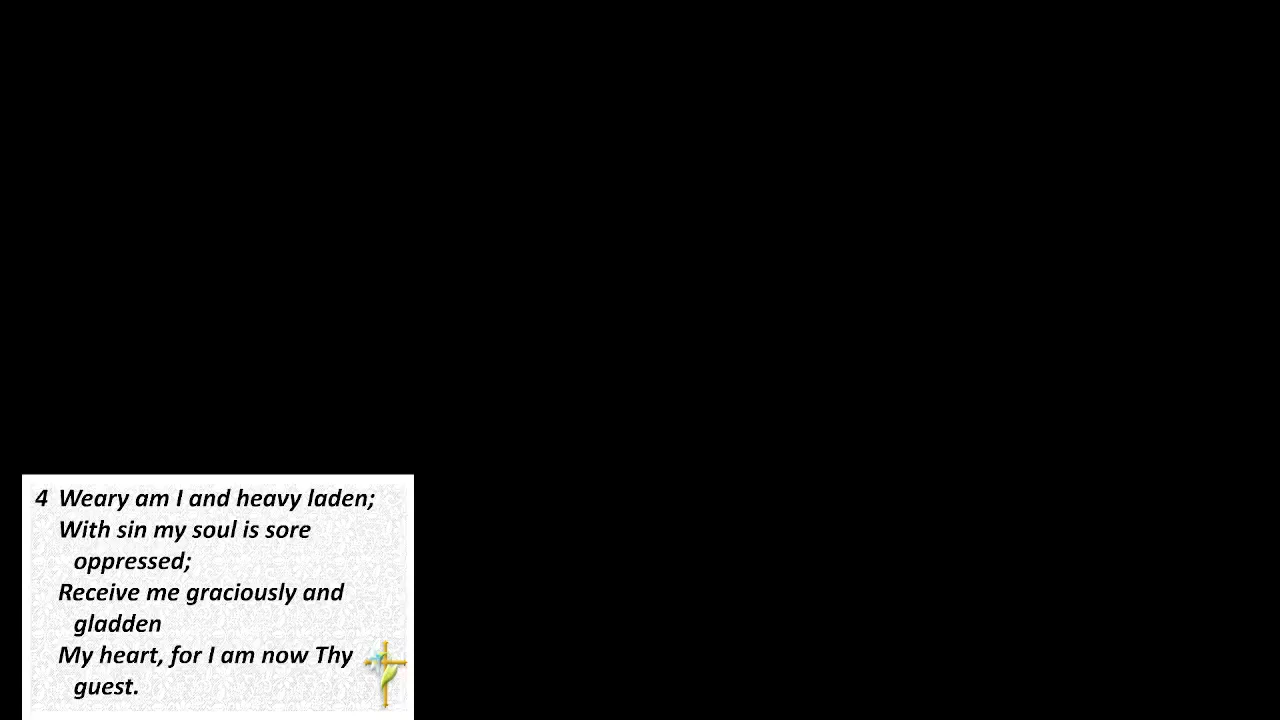 4 Weary am I and heavy laden;
With sin my soul is sore
oppressed;
Receive me graciously and
gladden
My heart, for I am now Thy
guest.